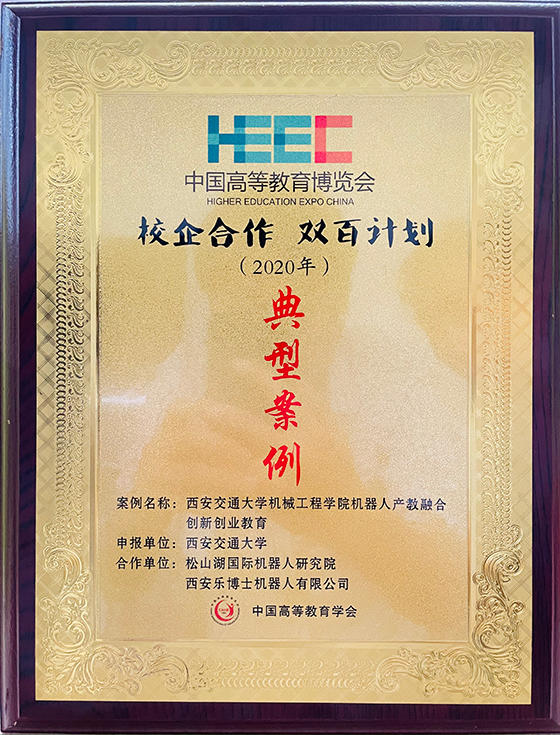 HEEC
中国高等教育博览会
HIGHER EDUCATION EXPO CHINA
校企合作 双百计划
（2020年）
典型案例
案例名称：西安交通大学机械工程学院机器人产教融合
创新创业教育
申报单位：西安交通大学
合作单位：松山湖国际机器人研究院
西安乐博士机器人有限公司
中国高等教育学会